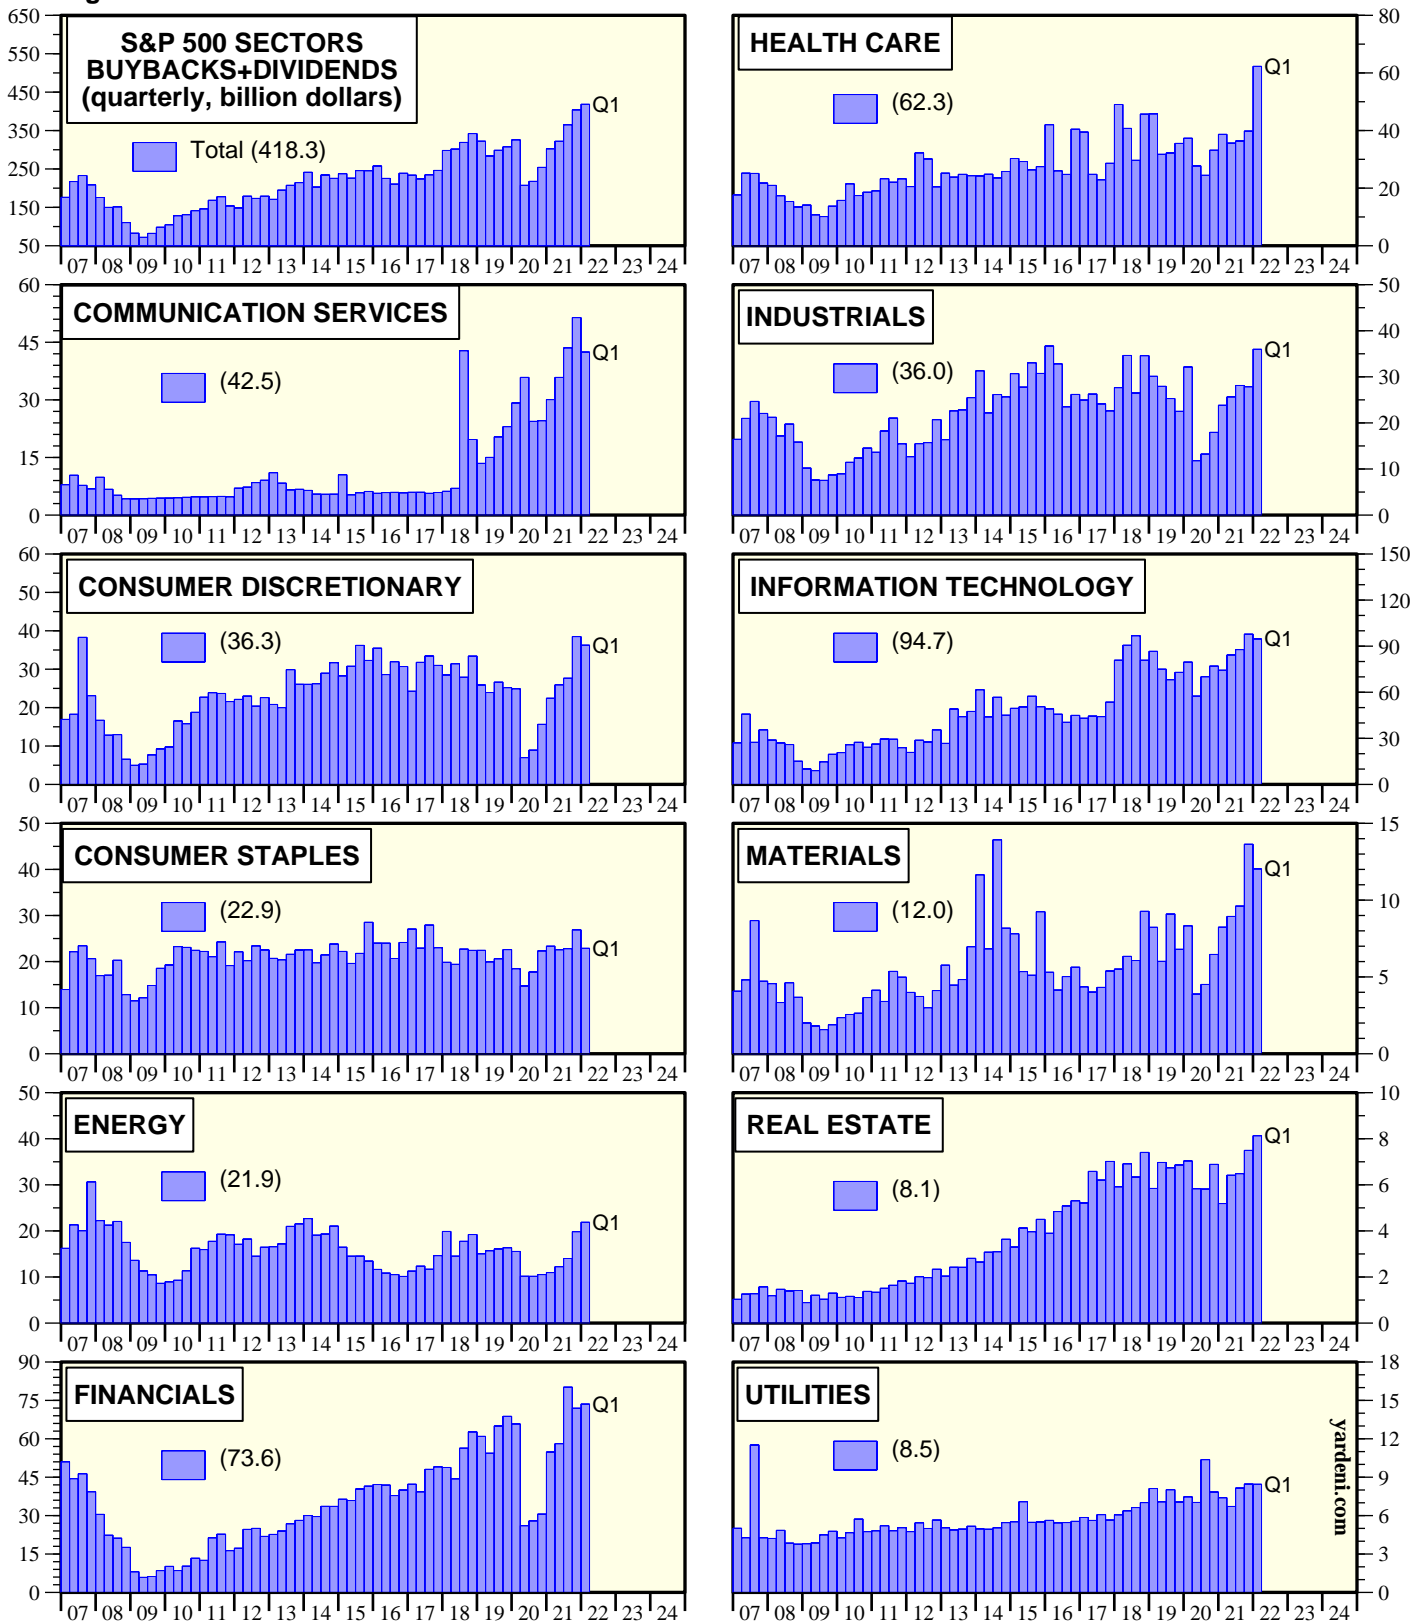 650
550
450
350
250
150
50
S&P 500 SECTORS
BUYBACKS+DIVIDENDS
(quarterly, billion dollars)
Total (418.3)
Q1
07 08 09 10 11 12 13 14 15 16 17 18 19 20 21 22 23 24
HEALTH CARE
(62.3)
Q1
80
60
40
20
0
07 08 09 10 11 12 13 14 15 16 17 18 19 20 21 22 23 24
60
45
30
15
0
COMMUNICATION SERVICES
(42.5)
Q1
07 08 09 10 11 12 13 14 15 16 17 18 19 20 21 22 23 24
INDUSTRIALS
(36.0)
Q1
50
40
30
20
10
0
07 08 09 10 11 12 13 14 15 16 17 18 19 20 21 22 23 24
60
50
40
30
20
10
0
CONSUMER DISCRETIONARY
(36.3)
Q1
07 08 09 10 11 12 13 14 15 16 17 18 19 20 21 22 23 24
INFORMATION TECHNOLOGY
(94.7)
Q1
150
120
90
60
30
0
07 08 09 10 11 12 13 14 15 16 17 18 19 20 21 22 23 24
50
40
30
20
10
0
CONSUMER STAPLES
(22.9)
Q1
07 08 09 10 11 12 13 14 15 16 17 18 19 20 21 22 23 24
MATERIALS
(12.0)
Q1
15
10
5
0
07 08 09 10 11 12 13 14 15 16 17 18 19 20 21 22 23 24
50
40
30
20
10
0
ENERGY
(21.9)
Q1
07 08 09 10 11 12 13 14 15 16 17 18 19 20 21 22 23 24
REAL ESTATE
(8.1)
Q1
10
8
6
4
2
0
07 08 09 10 11 12 13 14 15 16 17 18 19 20 21 22 23 24
90
75
60
45
30
15
0
FINANCIALS
(73.6)
Q1
07 08 09 10 11 12 13 14 15 16 17 18 19 20 21 22 23 24
UTILITIES
(8.5)
Q1
18
15
12
9
6
3
0
07 08 09 10 11 12 13 14 15 16 17 18 19 20 21 22 23 24
yardeni.com